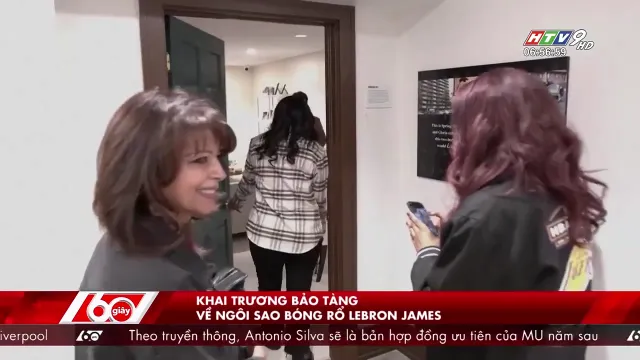 HTV9 HD
06:56:59
60 giây
KHAI TRƯƠNG BẢO TÀNG
VỀ NGÔI SAO BÓNG RỔ LEBRON JAMES
iverpool
Theo truyền thông, Antonio Silva sẽ là bản hợp đồng ưu tiên của MU năm sau